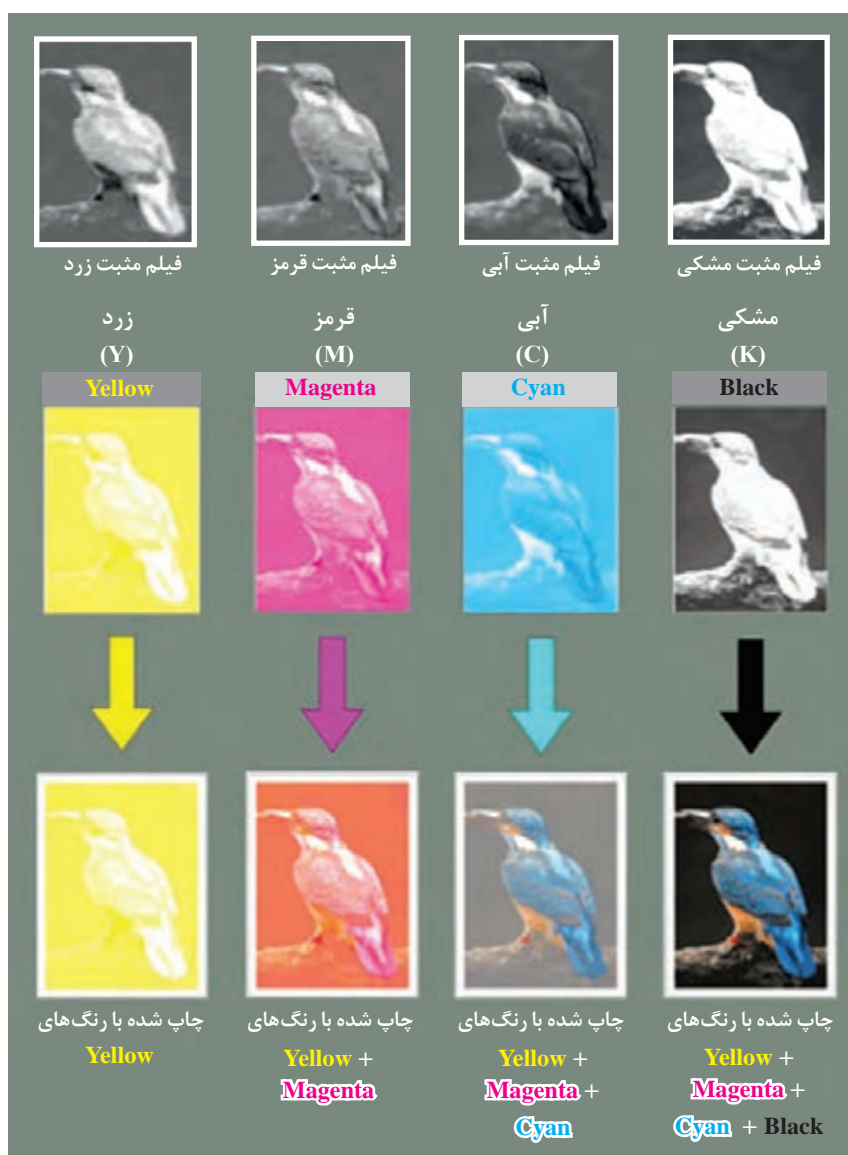 فیلم مثبت زرد
فیلم مثبت قرمز
فیلم مثبت آبی
فیلم مثبت مشکی
زرد
(Y)
Yellow
قرمز
(M)
Magenta
آبی
(C)
Cyan
مشکی
(K)
Black
چاپ شده با رنگ‌های
Yellow
چاپ شده با رنگ‌های
Yellow +
Magenta
چاپ شده با رنگ‌های
Yellow +
Magenta +
Cyan
چاپ شده با رنگ‌های
Yellow +
Magenta +
Cyan + Black